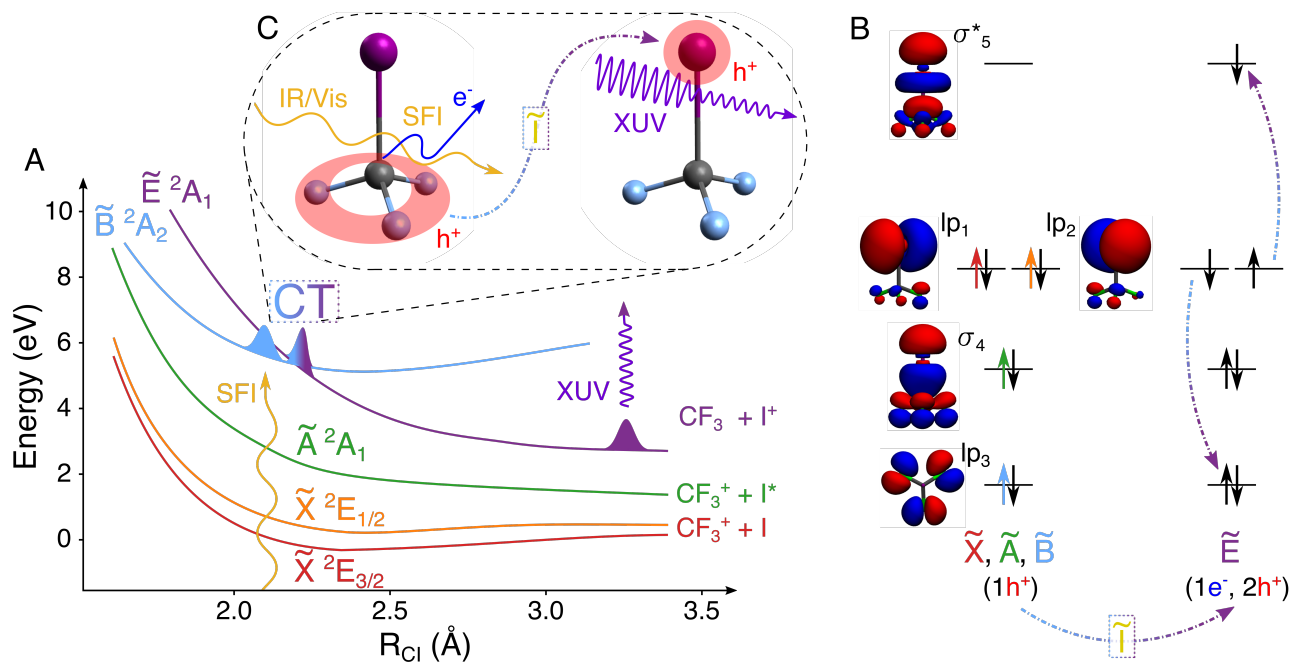 C
B
σ*₅
IR/Vis
SFI
e⁻
h⁺
Ĩ
h⁺
XUV
A
Ẽ ²A₁
B̃ ²A₂
CT
lp₁
lp₂
σ₄
lp₃
Energy (eV)
10
8
6
4
2
0
SFI
XUV
Ã ²A₁
X̃ ²E₁/₂
X̃ ²E₃/₂
CF₃ + I⁺
CF₃⁺ + I*
CF₃⁺ + I
2.0
2.5
3.0
3.5
R_CI (Å)
X̃, Ã, B̃
(1h⁺)
Ẽ
(1e⁻, 2h⁺)
Ĩ